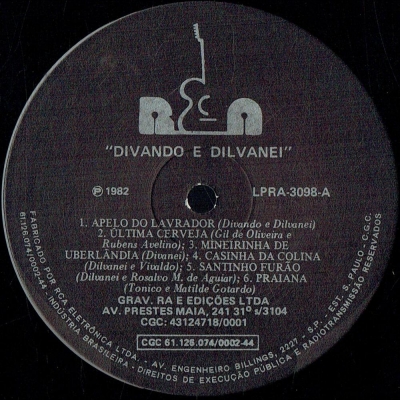 R&A
"DIVANDO E DILVANEI"
℗ 1982
LPRA-3098-A
1. APELO DO LAVRADOR (Divando e Dilvanei)
2. ÚLTIMA CERVEJA (Gil de Oliveira e
Rubens Avelino); 3. MINEIRINHA DE
UBERLÂNDIA (Divanei); 4. CASINHA DA COLINA
(Dilvanei e Vivaldo); 5. SANTINHO FURÃO
(Dilvanei e Rosalvo M. de Aguiar); 6. PRAIANA
(Tonico e Matilde Gotardo)
GRAV. RA E EDIÇÕES LTDA
AV. PRESTES MAIA, 241 31º s/3104
CGC: 43124718/0001
CGC 61.125.074/0002-44
FABRICADO POR RCA ELETRÔNICA LTDA. - AV. ENGENHEIRO BILLINGS, 2227 - S.P. - EST. S. PAULO - C.G.C.
61.125.074/0002-44 - INDÚSTRIA BRASILEIRA - DIREITOS DE EXECUÇÃO PÚBLICA E RADIOTRANSMISSÃO RESERVADOS